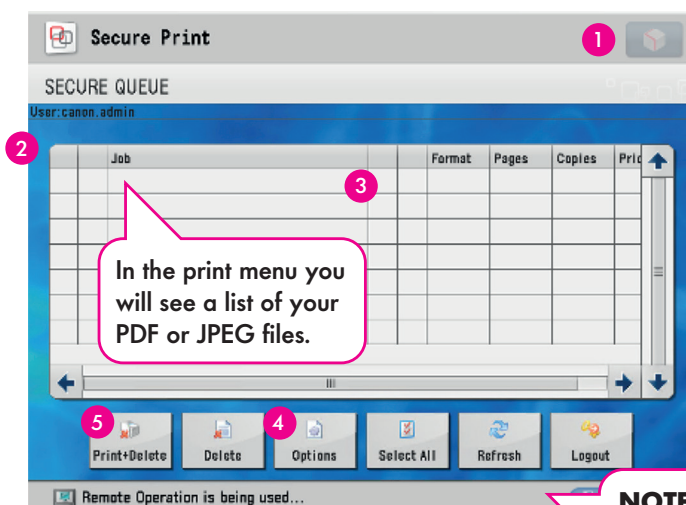 Secure Print
1
SECURE QUEUE
User:canon.admin
2
Job Format Pages Copies
3
In the print menu you
will see a list of your
PDF or JPEG files.
5 4
Print+Delete Delete Options Select All Refresh Logout
Remote Operation is being used...
NOTE